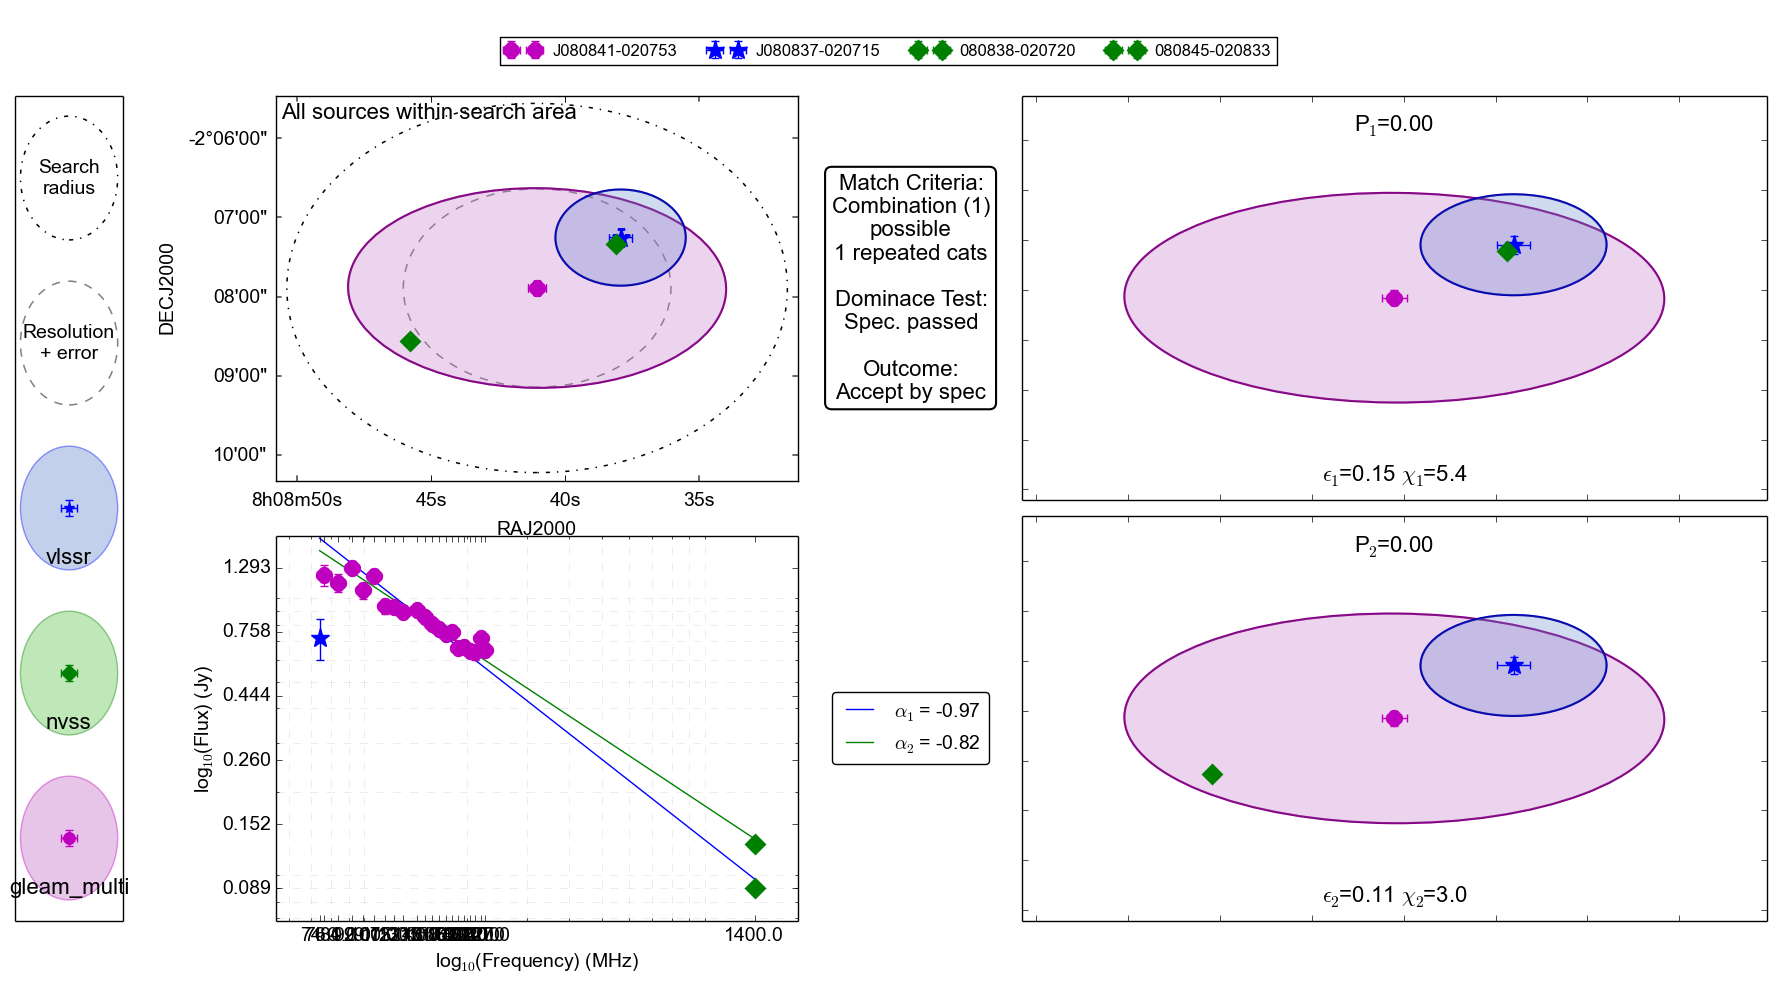 J080841-020753 J080837-020715 080838-020720 080845-020833
Search
radius
Resolution
+ error
vlssr
nvss
gleam_multi
All sources within search area
DECJ2000
-2°06'00"
07'00"
08'00"
09'00"
10'00"
8h08m50s 45s 40s 35s
RAJ2000
Match Criteria:
Combination (1)
possible
1 repeated cats
Dominace Test:
Spec. passed
Outcome:
Accept by spec
P1=0.00
ϵ1=0.15 χ1=5.4
P2=0.00
ϵ2=0.11 χ2=3.0
log10(Flux) (Jy)
1.293
0.758
0.444
0.260
0.152
0.089
1400.0
log10(Frequency) (MHz)
α1 = -0.97
α2 = -0.82